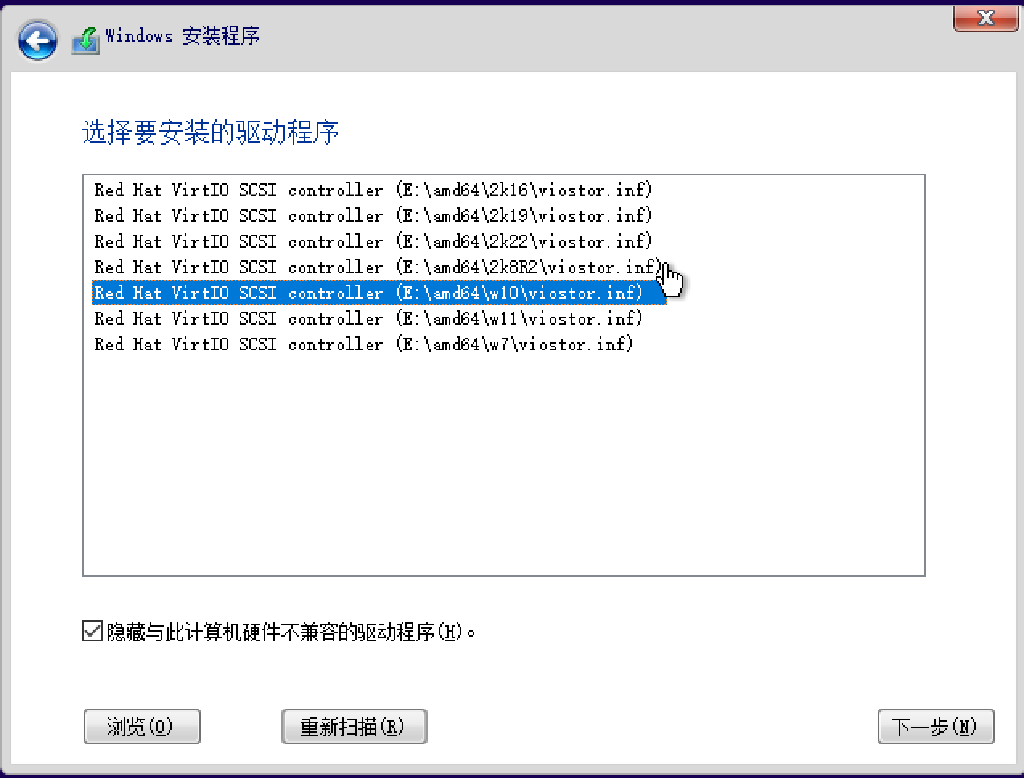 Windows 安装程序
选择要安装的驱动程序
Red Hat VirtIO SCSI controller (E:\amd64\2k16\viostor.inf)
Red Hat VirtIO SCSI controller (E:\amd64\2k19\viostor.inf)
Red Hat VirtIO SCSI controller (E:\amd64\2k22\viostor.inf)
Red Hat VirtIO SCSI controller (E:\amd64\2k8R2\viostor.inf)
Red Hat VirtIO SCSI controller (E:\amd64\w10\viostor.inf)
Red Hat VirtIO SCSI controller (E:\amd64\w11\viostor.inf)
Red Hat VirtIO SCSI controller (E:\amd64\w7\viostor.inf)
隐藏与此计算机硬件不兼容的驱动程序(H)。
浏览(O) 重新扫描(R) 下一步(N)